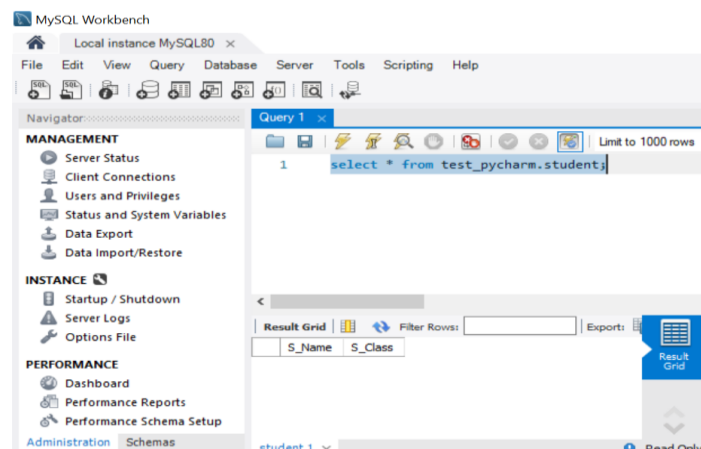 MySQL Workbench
Local instance MySQL80 ×
File Edit View Query Database Server Tools Scripting Help
Navigator
Query 1 ×
MANAGEMENT
Server Status
Client Connections
Users and Privileges
Status and System Variables
Data Export
Data Import/Restore
INSTANCE
Startup / Shutdown
Server Logs
Options File
PERFORMANCE
Dashboard
Performance Reports
Performance Schema Setup
Administration Schemas
Limit to 1000 rows
1 select * from test_pycharm.student;
Result Grid Filter Rows: Export:
S_Name S_Class
Result
Grid
student 1 Read Only